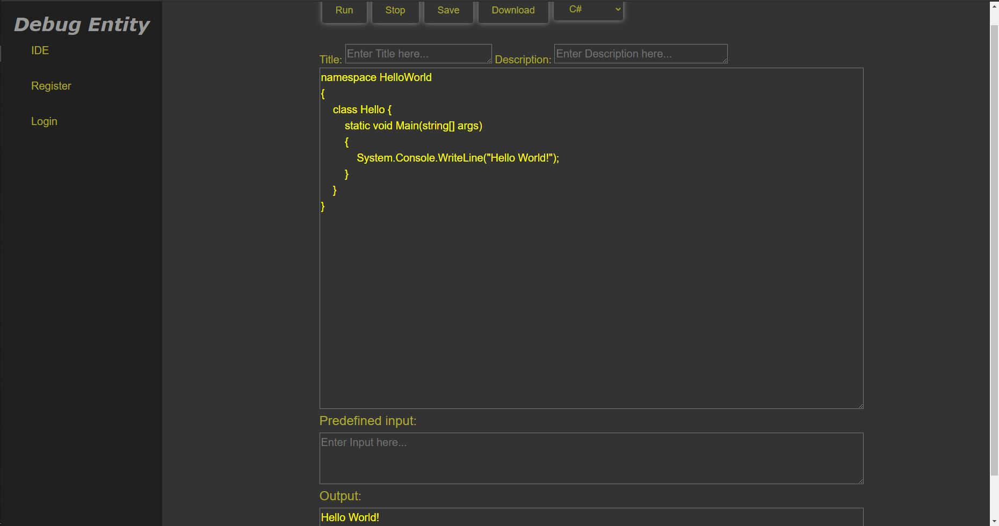 Debug Entity
IDE
Register
Login
Run Stop Save Download C#
Title: Enter Title here... Description: Enter Description here...
namespace HelloWorld
{
    class Hello {
        static void Main(string[] args)
        {
            System.Console.WriteLine("Hello World!");
        }
    }
}
Predefined input:
Enter Input here...
Output:
Hello World!